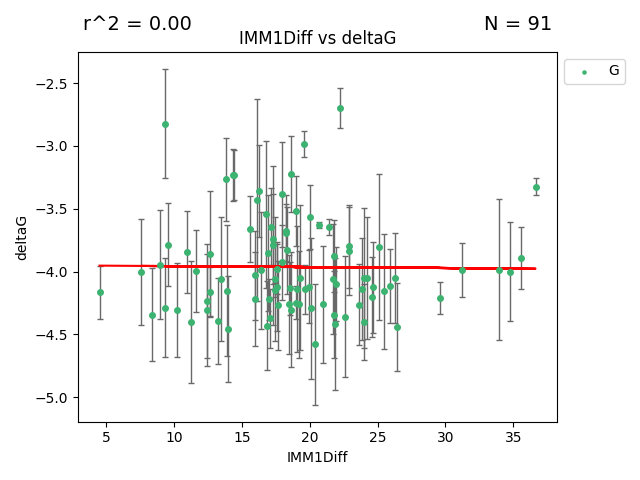 r^2 = 0.00
N = 91
IMM1Diff vs deltaG
G
deltaG
−2.5
−3.0
−3.5
−4.0
−4.5
−5.0
5 10 15 20 25 30 35
IMM1Diff